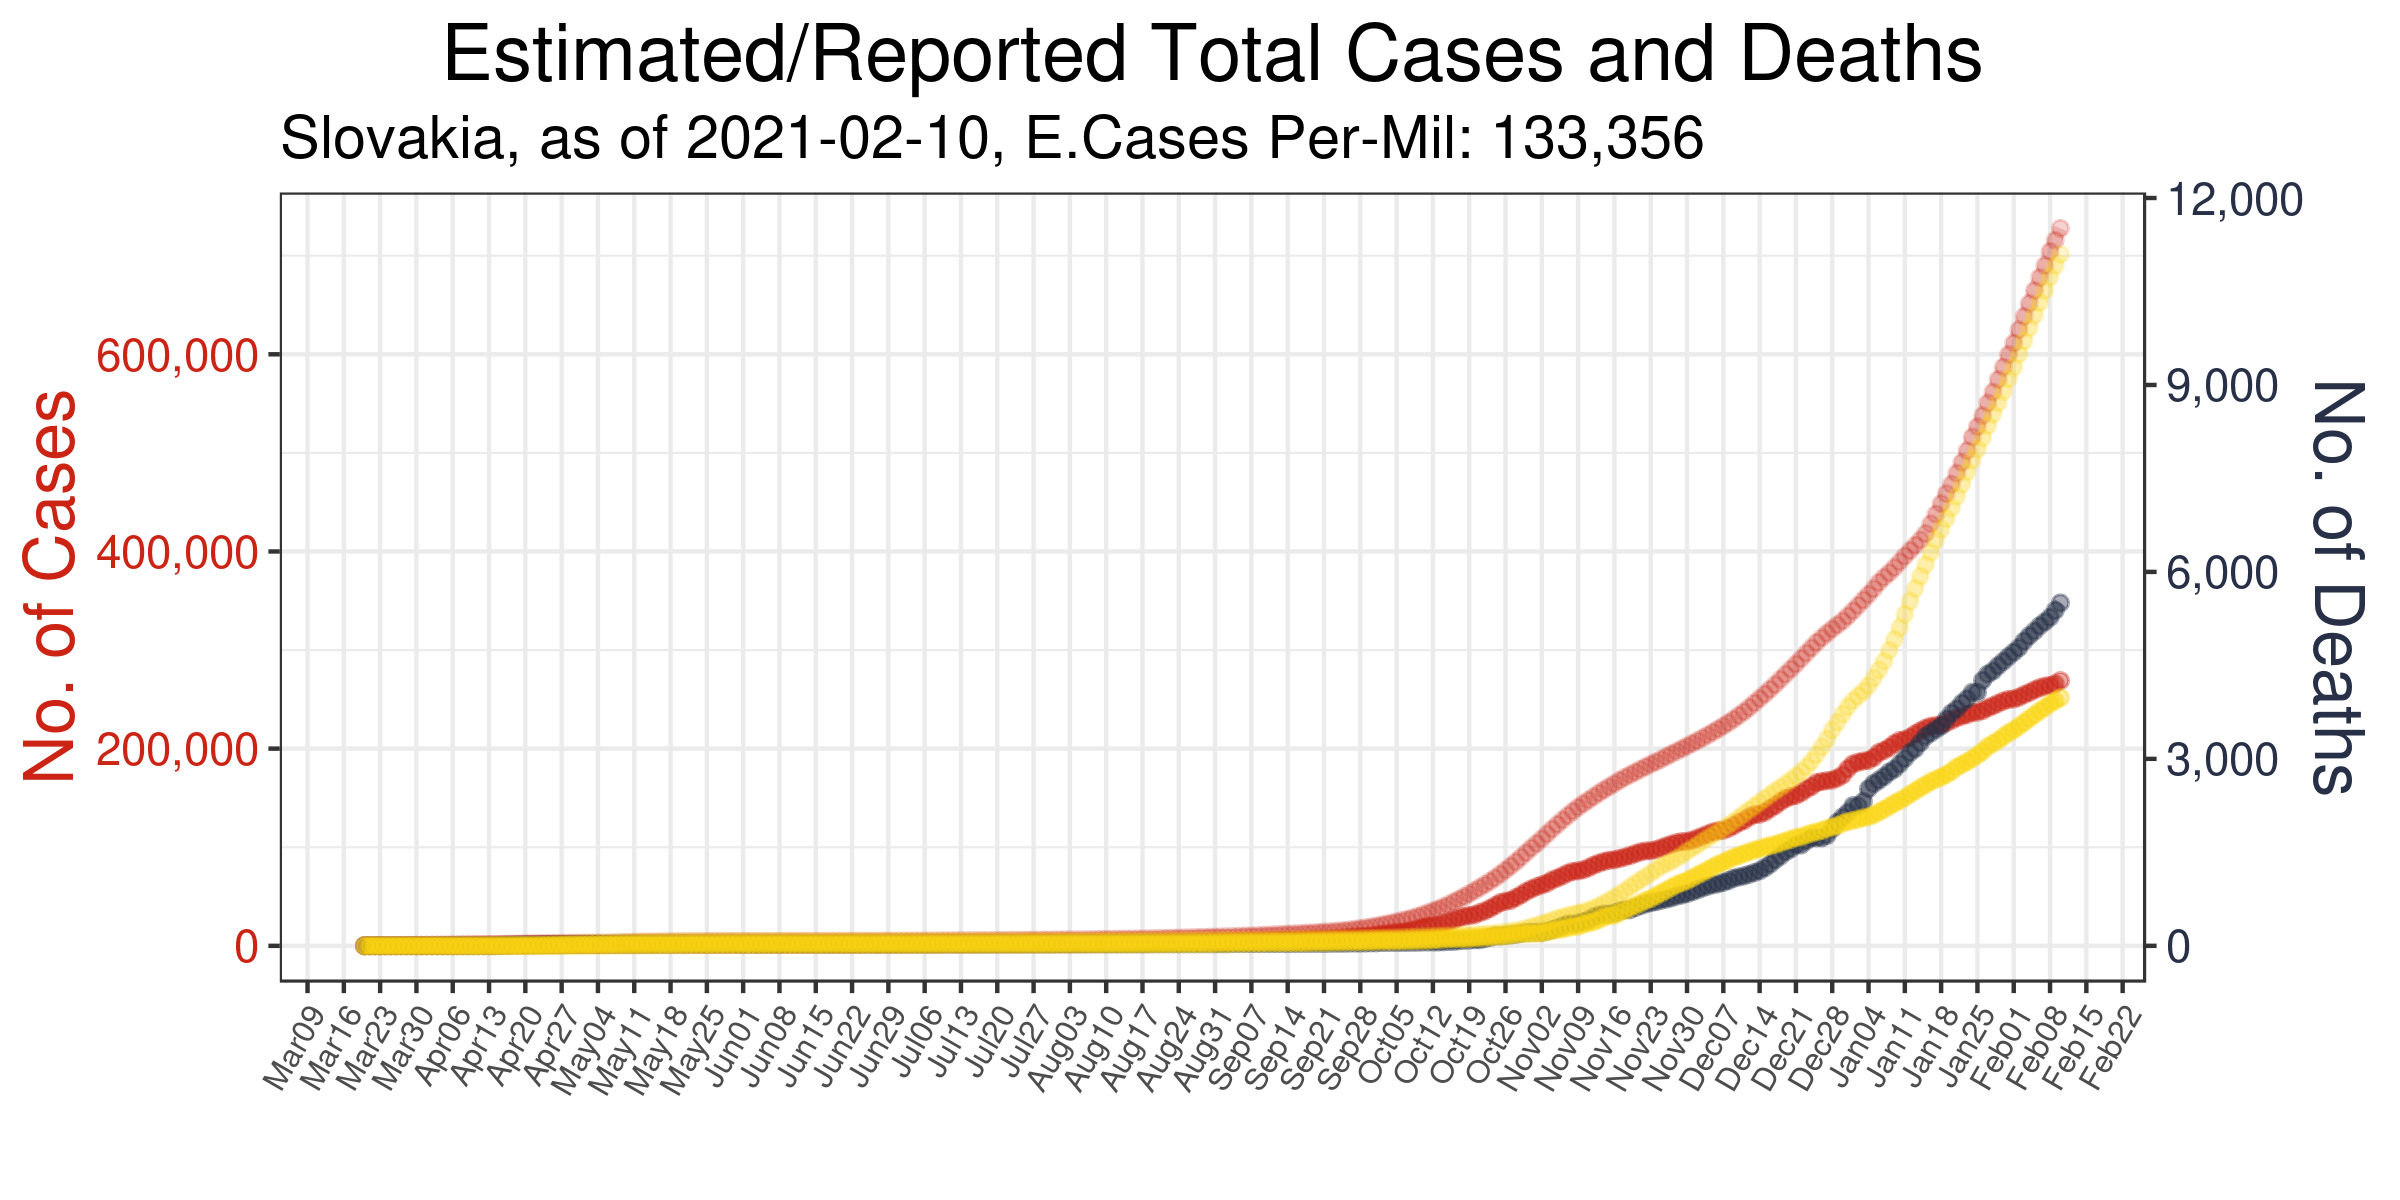 Estimated/Reported Total Cases and Deaths
Slovakia, as of 2021-02-10, E.Cases Per-Mil: 133,356
No. of Cases
600,000
400,000
200,000
0
12,000
9,000
6,000
3,000
0
No. of Deaths
Mar09 Mar16 Mar23 Mar30 Apr06 Apr13 Apr20 Apr27 May04 May11 May18 May25 Jun01 Jun08 Jun15 Jun22 Jun29 Jul06 Jul13 Jul20 Jul27 Aug03 Aug10 Aug17 Aug24 Aug31 Sep07 Sep14 Sep21 Sep28 Oct05 Oct12 Oct19 Oct26 Nov02 Nov09 Nov16 Nov23 Nov30 Dec07 Dec14 Dec21 Dec28 Jan04 Jan11 Jan18 Jan25 Feb01 Feb08 Feb15 Feb22